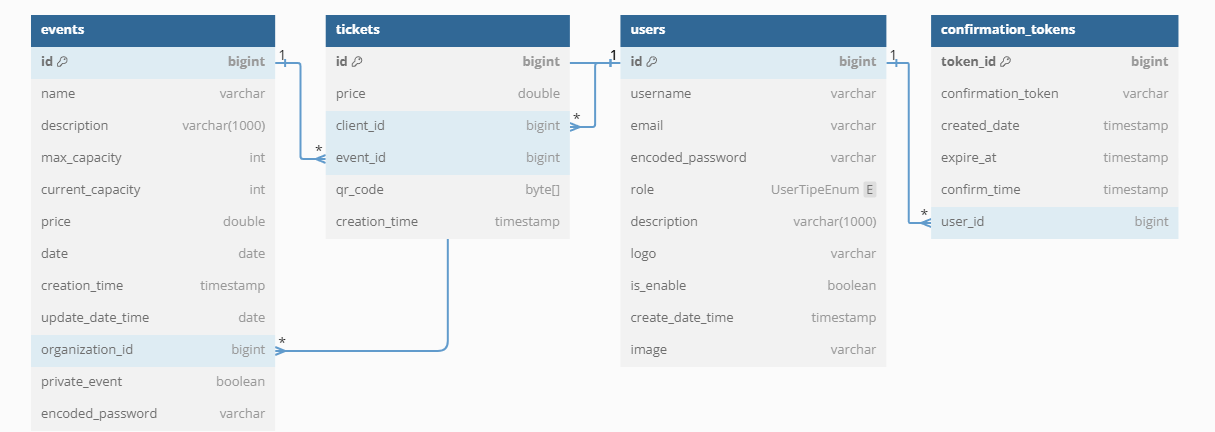 events
id bigint
name varchar
description varchar(1000)
max_capacity int
current_capacity int
price double
date date
creation_time timestamp
update_date_time date
organization_id bigint
private_event boolean
encoded_password varchar
1
*
*
tickets
id bigint
price double
client_id bigint
event_id bigint
qr_code byte[]
creation_time timestamp
1
*
users
id bigint
username varchar
email varchar
encoded_password varchar
role UserTipeEnum E
description varchar(1000)
logo varchar
is_enable boolean
create_date_time timestamp
image varchar
1
*
confirmation_tokens
token_id bigint
confirmation_token varchar
created_date timestamp
expire_at timestamp
confirm_time timestamp
user_id bigint